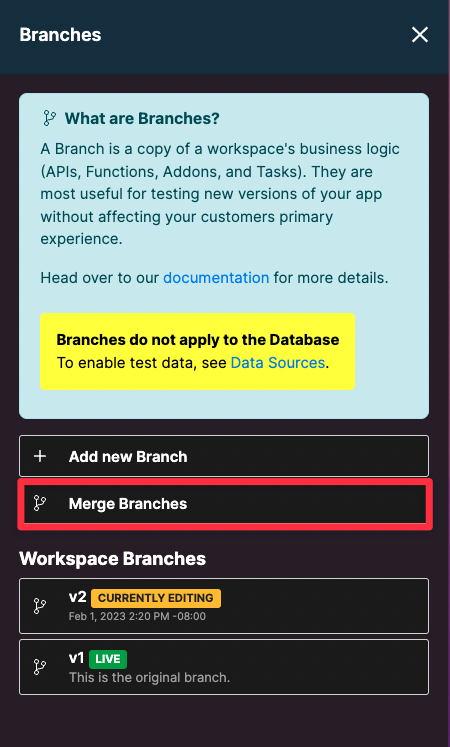 Branches
What are Branches?
A Branch is a copy of a workspace's business logic
(APIs, Functions, Addons, and Tasks). They are
most useful for testing new versions of your app
without affecting your customers primary
experience.
Head over to our documentation for more details.
Branches do not apply to the Database
To enable test data, see Data Sources.
Add new Branch
Merge Branches
Workspace Branches
v2 CURRENTLY EDITING
Feb 1, 2023 2:20 PM -08:00
v1 LIVE
This is the original branch.